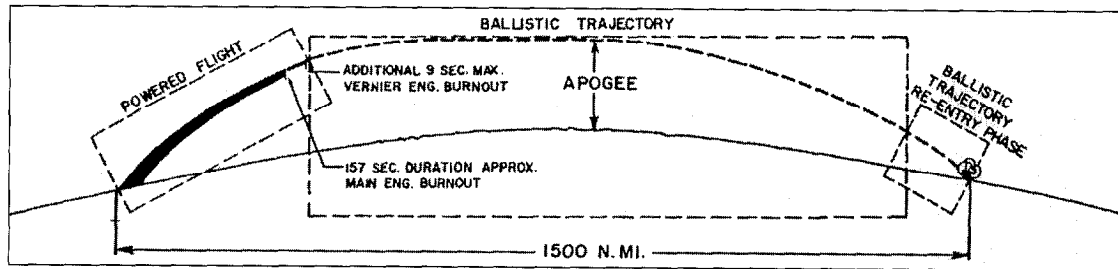 BALLISTIC TRAJECTORY
POWERED FLIGHT
ADDITIONAL 9 SEC. MAX.
VERNIER ENG. BURNOUT
APOGEE
BALLISTIC
TRAJECTORY
RE-ENTRY PHASE
157 SEC. DURATION APPROX.
MAIN ENG. BURNOUT
1500 N.MI.